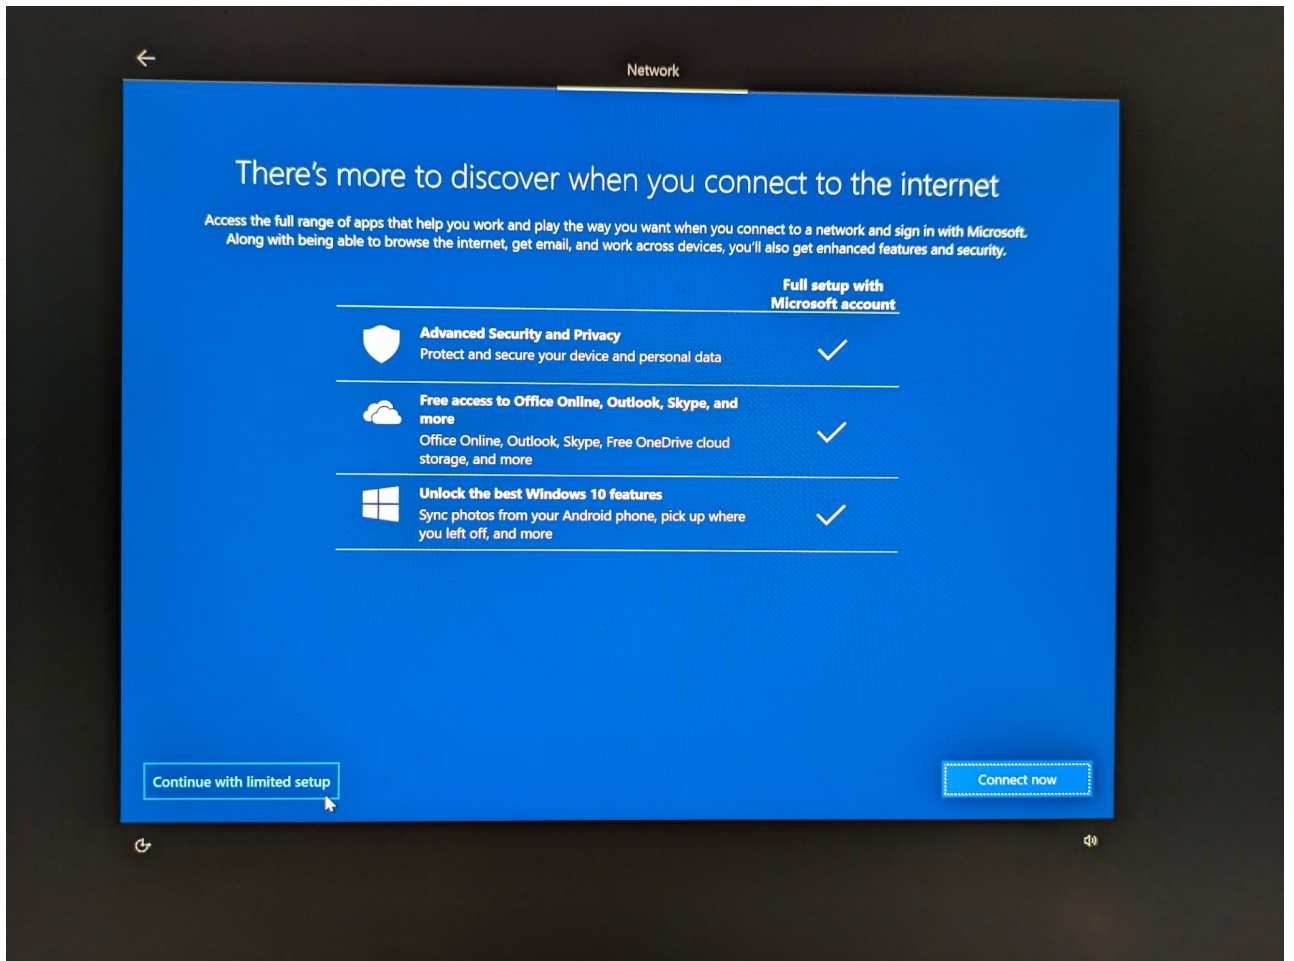 Network
There's more to discover when you connect to the internet
Access the full range of apps that help you work and play the way you want when you connect to a network and sign in with Microsoft.
Along with being able to browse the internet, get email, and work across devices, you'll also get enhanced features and security.
Full setup with
Microsoft account
Advanced Security and Privacy
Protect and secure your device and personal data
Free access to Office Online, Outlook, Skype, and
more
Office Online, Outlook, Skype, Free OneDrive cloud
storage, and more
Unlock the best Windows 10 features
Sync photos from your Android phone, pick up where
you left off, and more
Continue with limited setup
Connect now